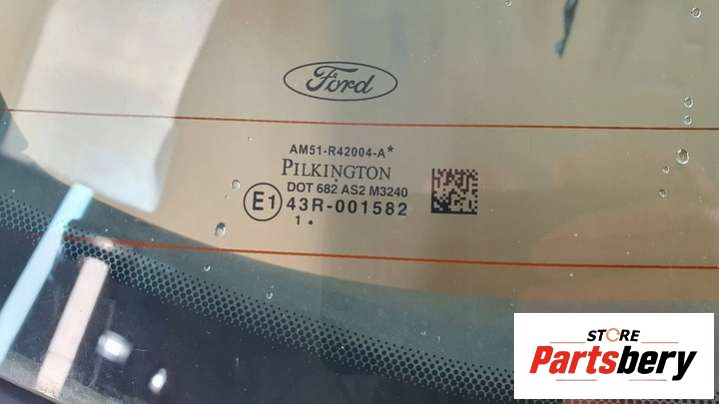 Ford
AM51-R42004-A*
PILKINGTON
DOT 682 AS2 M3240
E1 43R-001582
1 •
STORE
Partsbery